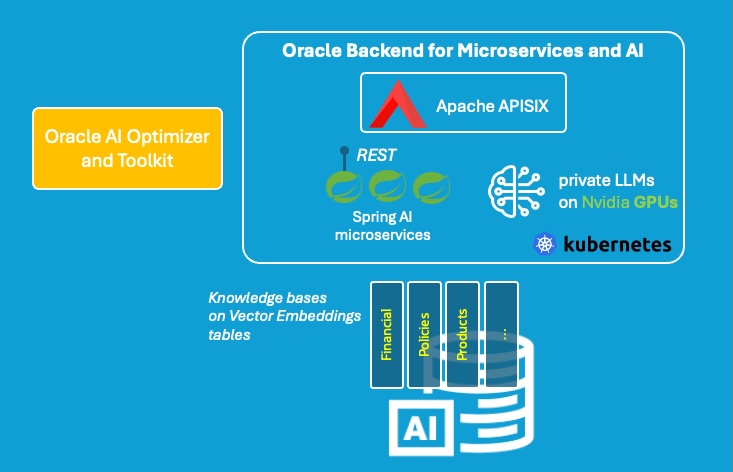 Oracle Backend for Microservices and AI
Apache APISIX
Oracle AI Optimizer
and Toolkit
REST
Spring AI
microservices
private LLMs
on Nvidia GPUs
kubernetes
Knowledge bases
on Vector Embeddings
tables
Financial
Policies
Products
...
AI